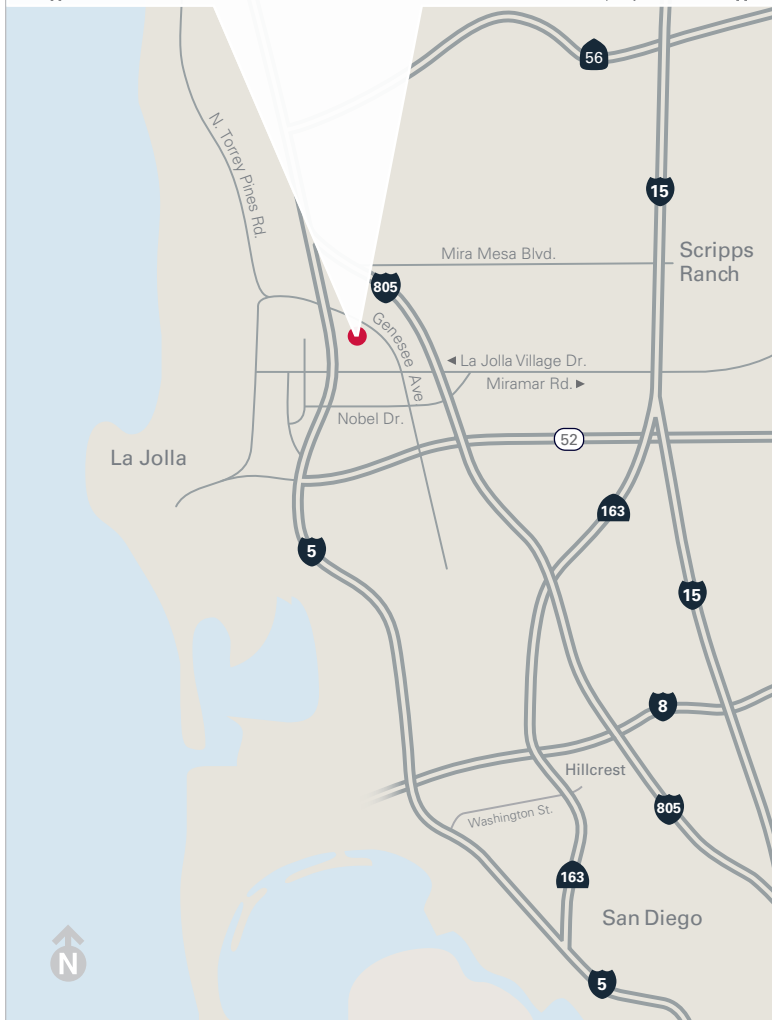 56
N. Torrey Pines Rd.
15
Mira Mesa Blvd.
Scripps
Ranch
805
Genesee Ave
La Jolla Village Dr.
Miramar Rd.
Nobel Dr.
52
La Jolla
163
5
15
8
Hillcrest
805
Washington St.
163
San Diego
N
5